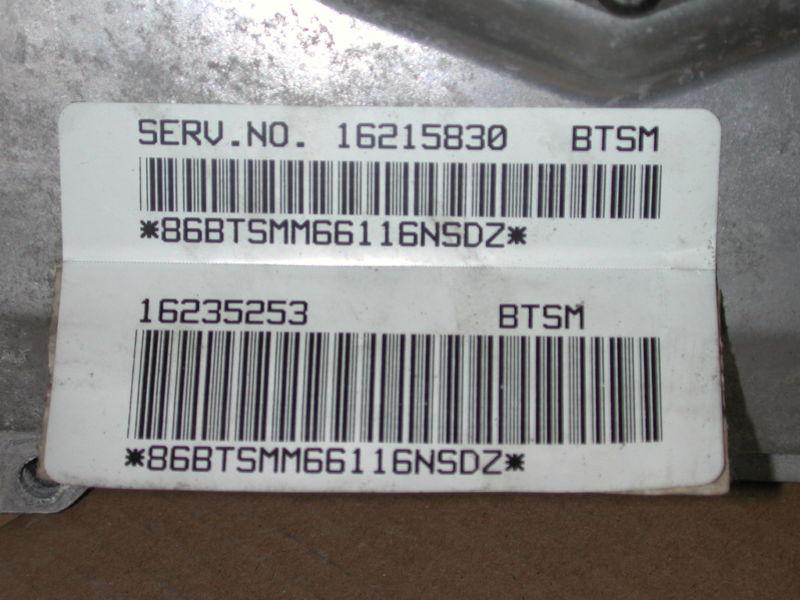 SERV.NO. 16215830 BTSM
*86BTSMM66116NSDZ*
16235253 BTSM
*86BTSMM66116NSDZ*